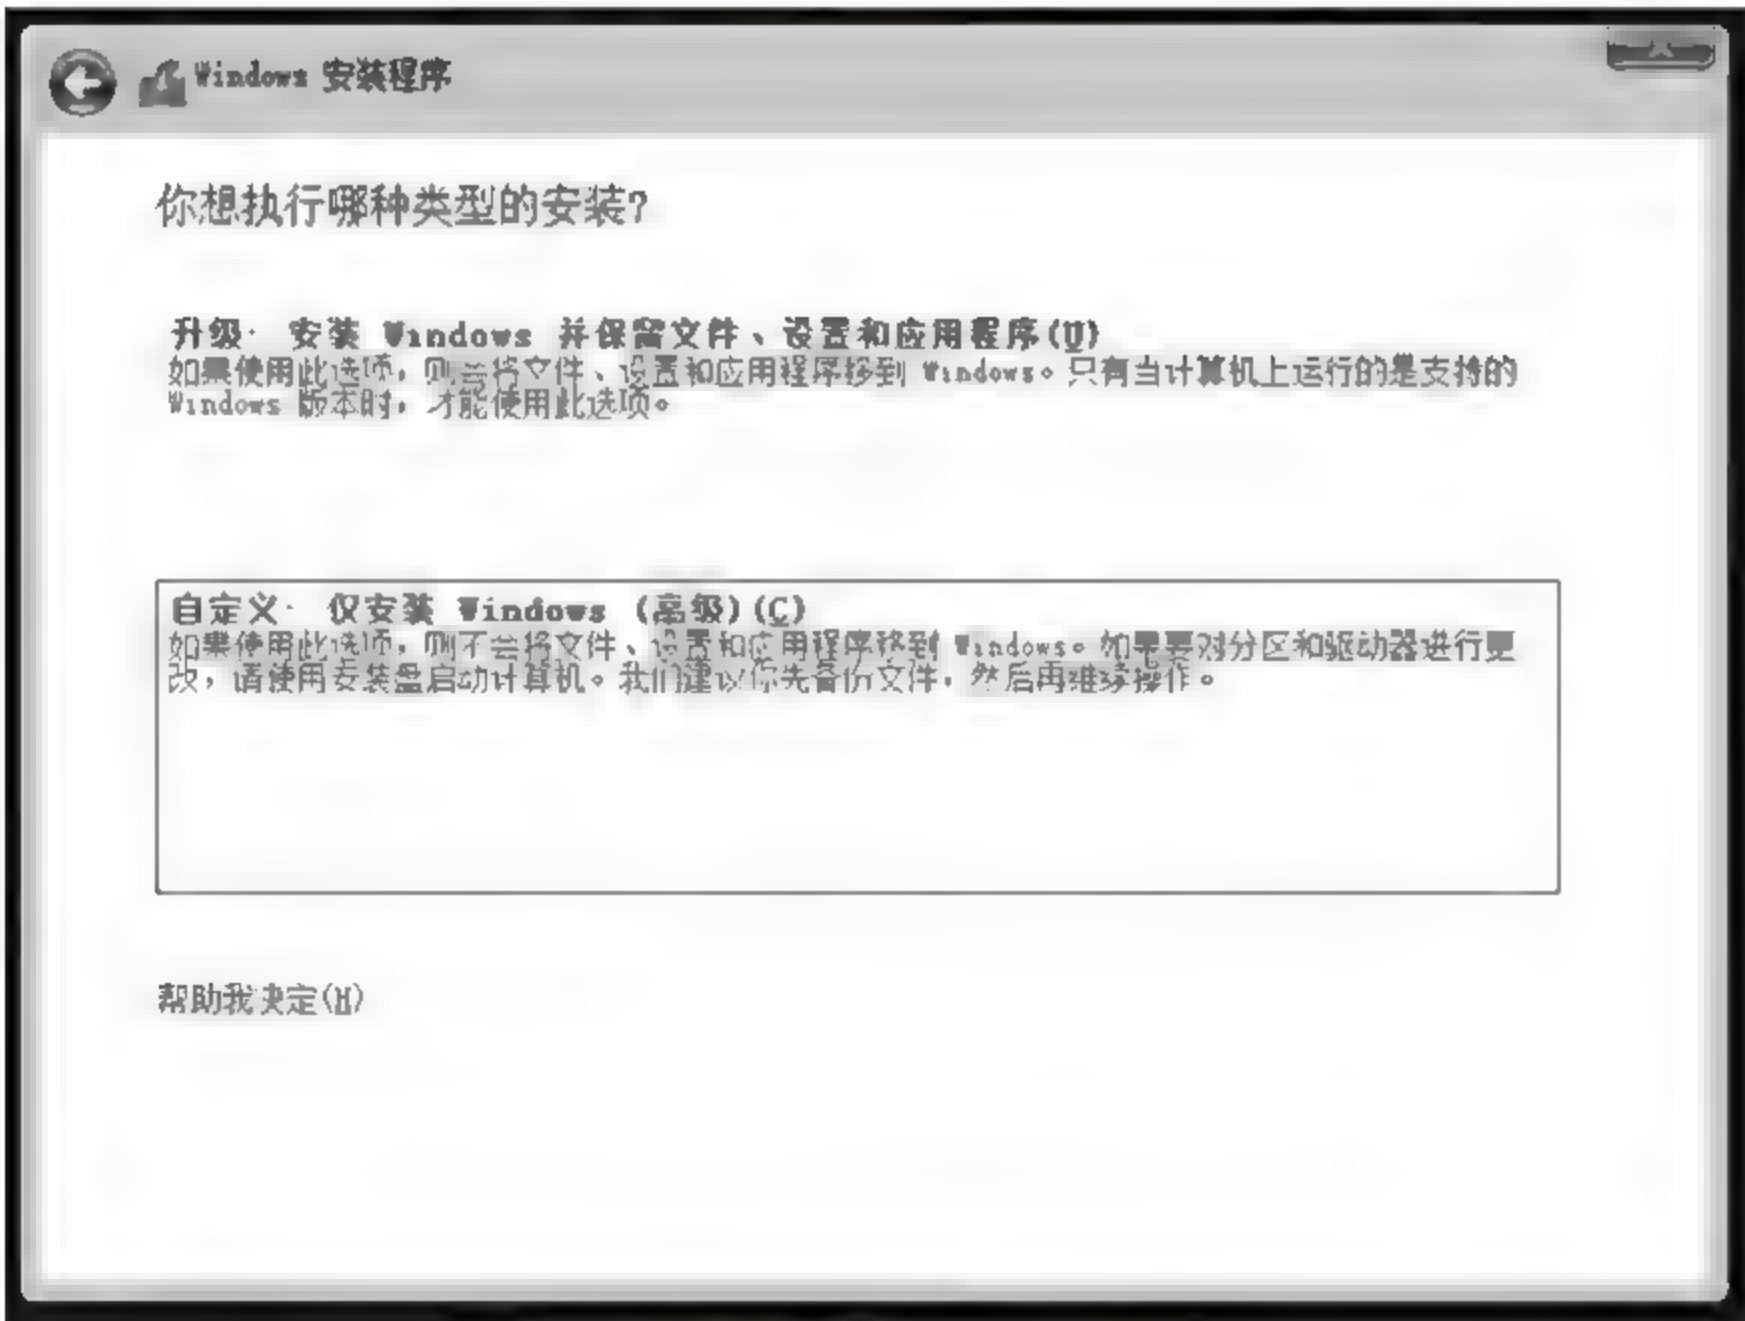 Windows 安装程序
你想执行哪种类型的安装?
升级: 安装 Windows 并保留文件、设置和应用程序(U)
如果使用此选项,则会将文件、设置和应用程序移到 Windows。只有当计算机上运行的是支持的
Windows 版本时,才能使用此选项。
自定义: 仅安装 Windows (高级)(C)
如果使用此选项,则不会将文件、设置和应用程序移到 Windows。如果要对分区和驱动器进行更
改,请使用安装盘启动计算机。我们建议你先备份文件,然后再继续操作。
帮助我决定(H)